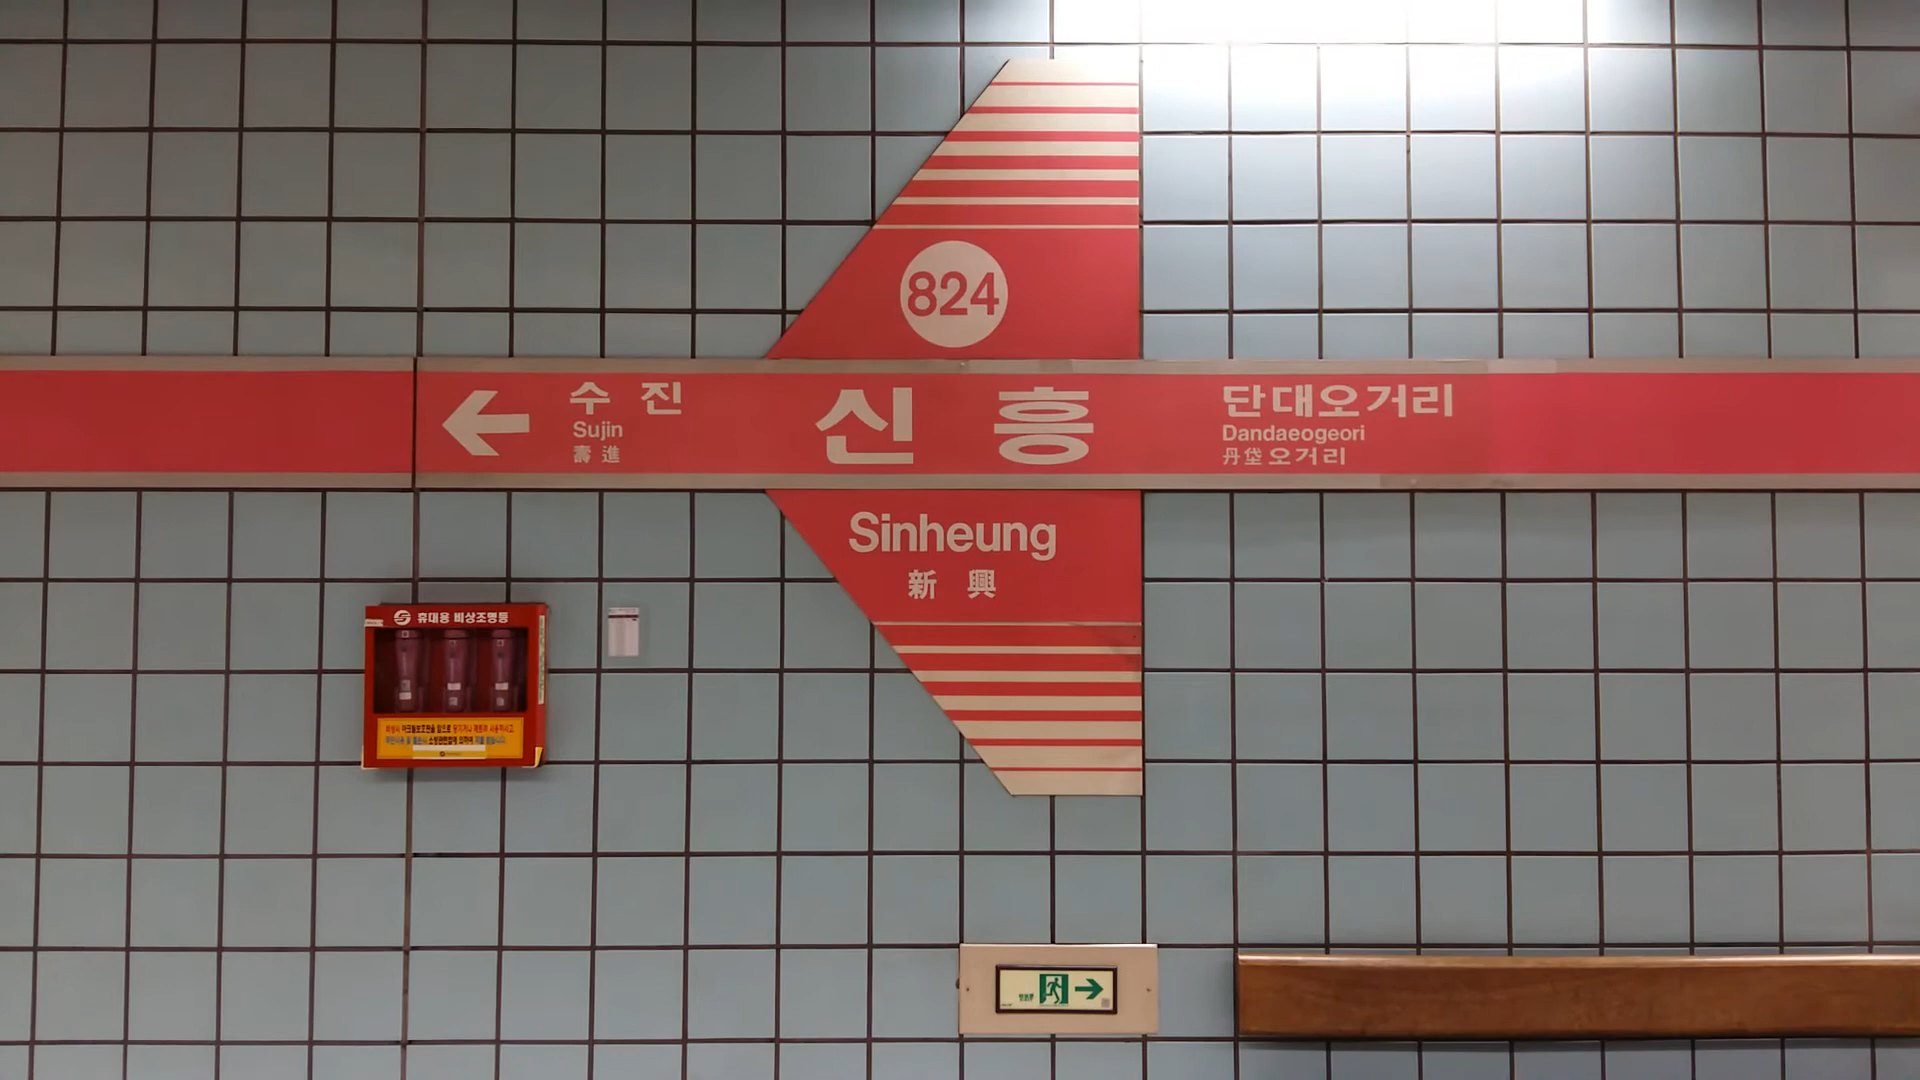 824
수 진
Sujin
壽 進
신 흥
단대오거리
Dandaeogeori
丹垈오거리
Sinheung
新 興
휴대용 비상조명등